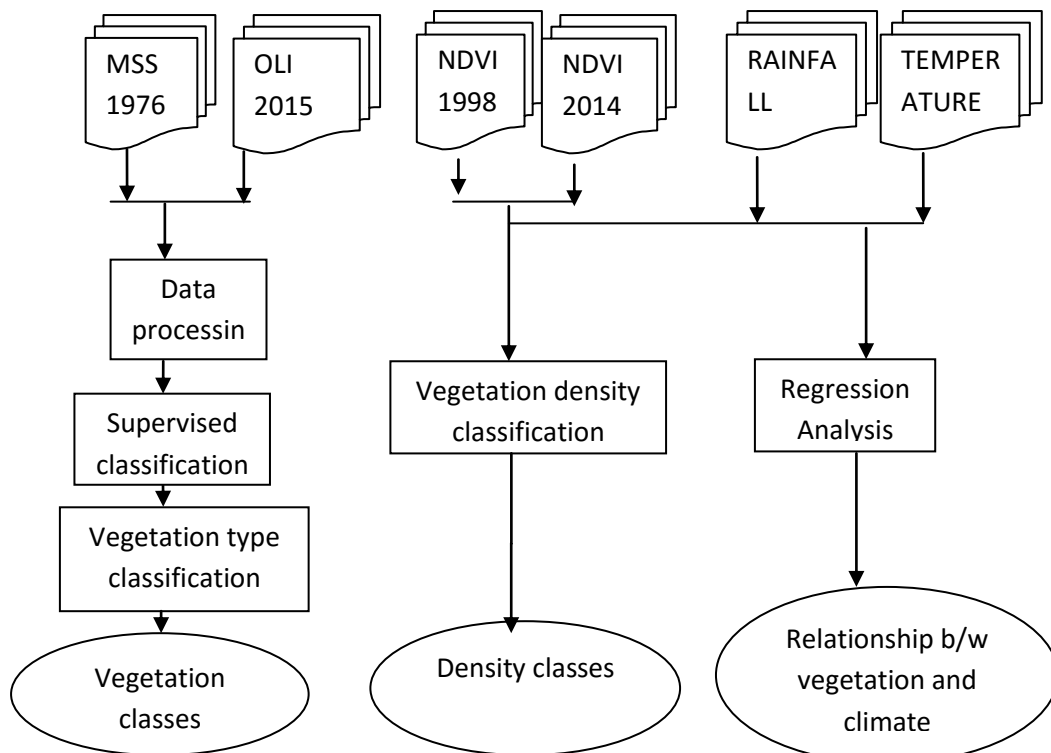 MSS
1976
OLI
2015
NDVI
1998
NDVI
2014
RAINFA
LL
TEMPER
ATURE
Data
processin
Supervised
classification
Vegetation type
classification
Vegetation
classes
Vegetation density
classification
Density classes
Regression
Analysis
Relationship b/w
vegetation and
climate